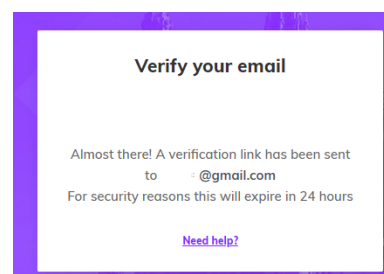 Verify your email
Almost there! A verification link has been sent
to @gmail.com
For security reasons this will expire in 24 hours
Need help?